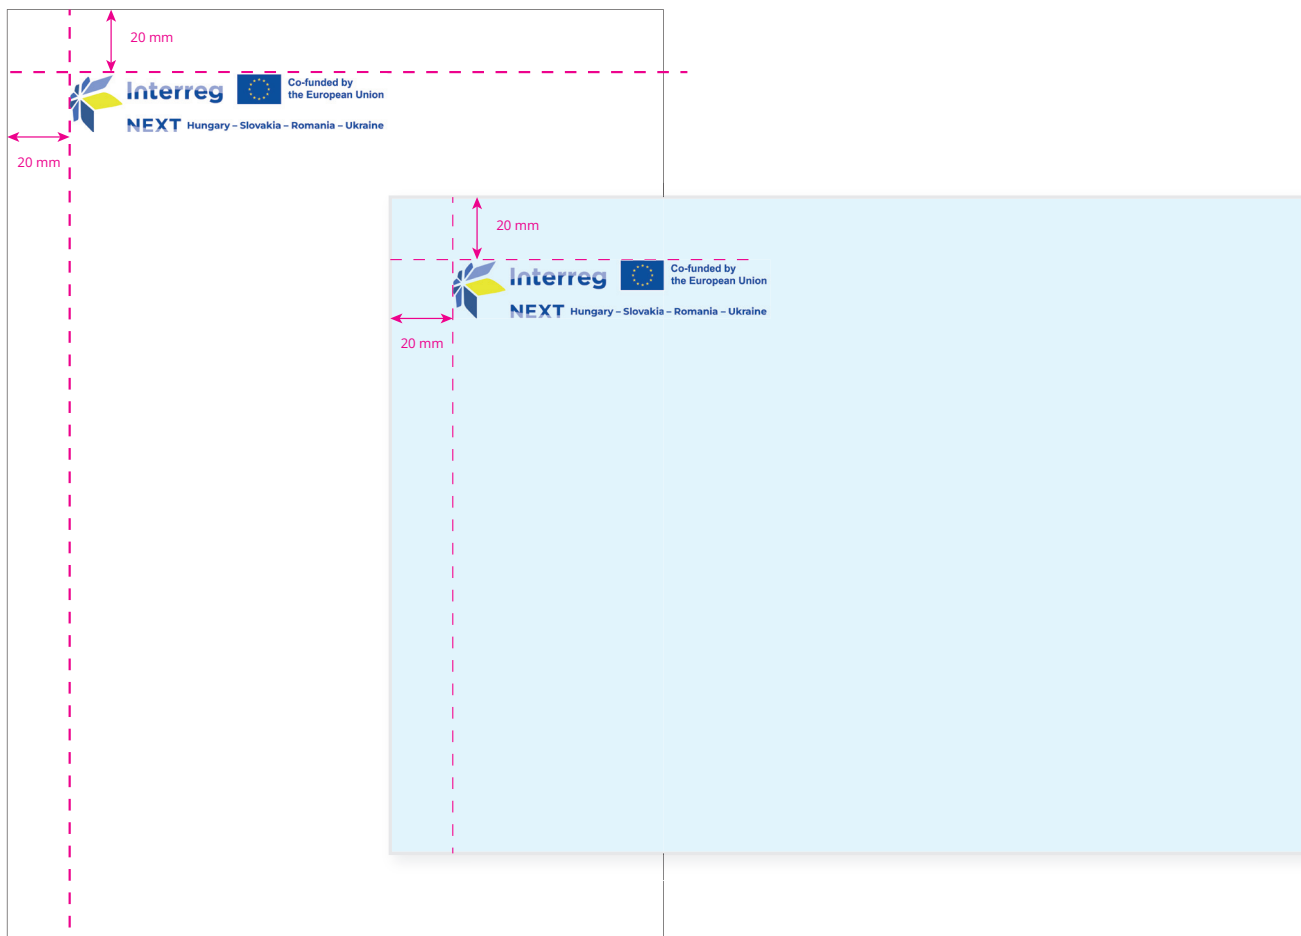 20 mm
Interreg
Co-funded by
the European Union
NEXT Hungary – Slovakia – Romania – Ukraine
20 mm
20 mm
Interreg
Co-funded by
the European Union
NEXT Hungary – Slovakia – Romania – Ukraine
20 mm